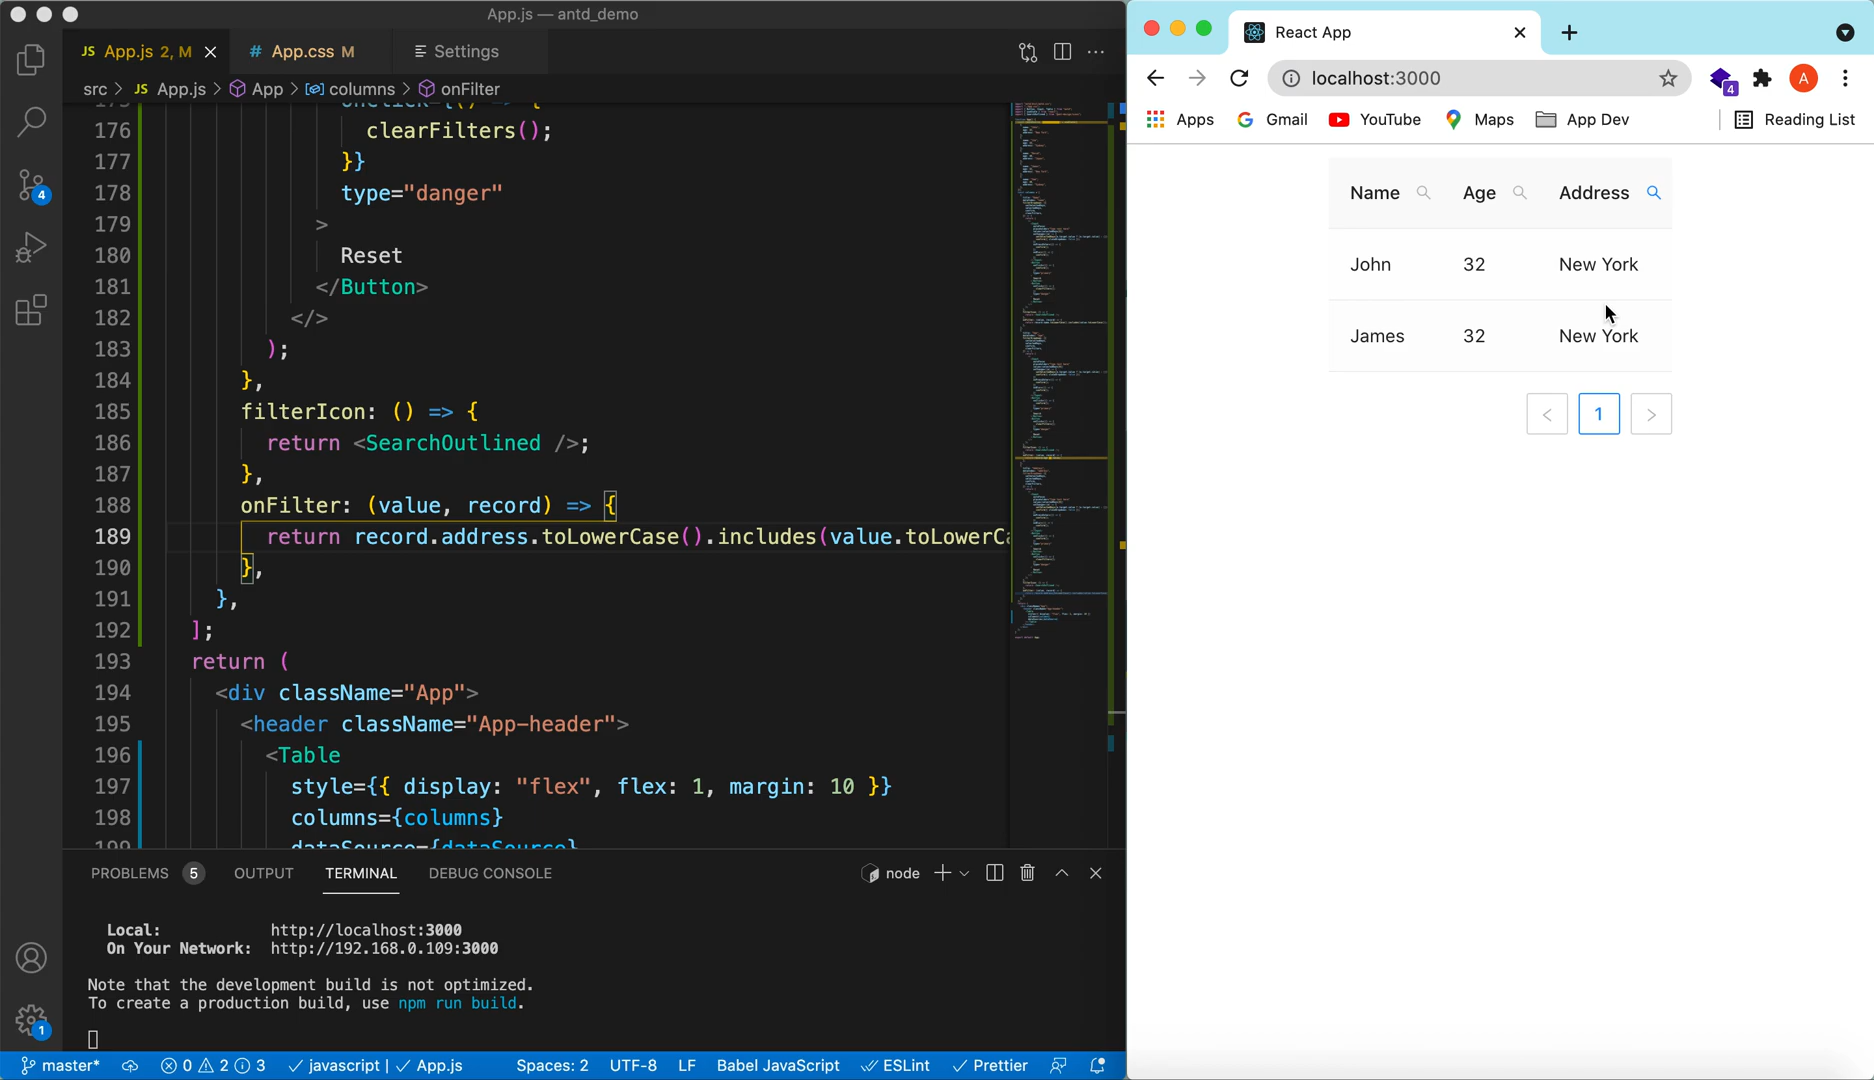 App.js — antd_demo
JS App.js 2, M
# App.css M
Settings
src > JS App.js > App > columns > onFilter
176 clearFilters();
177 }}
178 type="danger"
179 >
180 Reset
181 </Button>
182 </>
183 );
184 },
185 filterIcon: () => {
186 return <SearchOutlined />;
187 },
188 onFilter: (value, record) => {
189 return record.address.toLowerCase().includes(value.toLowerCa
190 },
191 },
192 ];
193 return (
194 <div className="App">
195 <header className="App-header">
196 <Table
197 style={{ display: "flex", flex: 1, margin: 10 }}
198 columns={columns}
199 dataSource={dataSource}
PROBLEMS 5 OUTPUT TERMINAL DEBUG CONSOLE
node
Local: http://localhost:3000
On Your Network: http://192.168.0.109:3000
Note that the development build is not optimized.
To create a production build, use npm run build.
4
1
master* 0 2 3 javascript | App.js Spaces: 2 UTF-8 LF Babel JavaScript ESLint Prettier
React App
localhost:3000
4
A
Apps Gmail YouTube Maps App Dev Reading List
Name Age Address
John 32 New York
James 32 New York
< 1 >